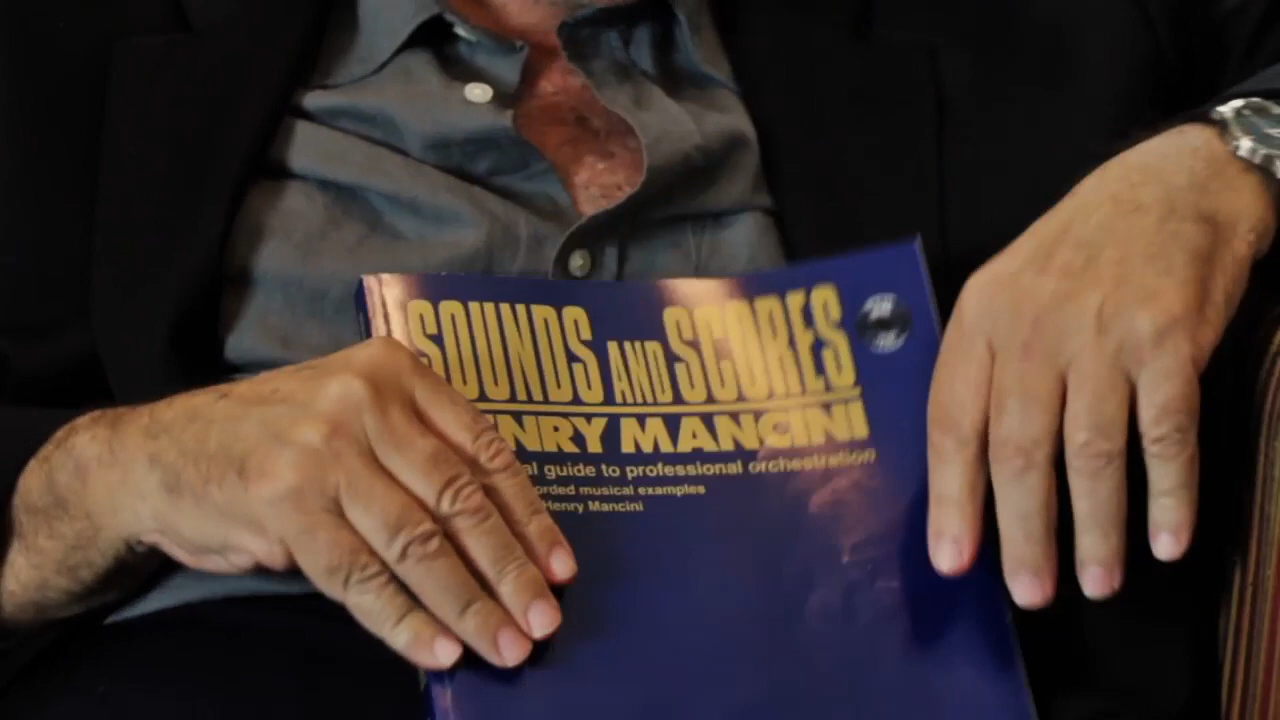 SOUNDS AND SCORES
NRY MANCINI
al guide to professional orchestration
orded musical examples
Henry Mancini